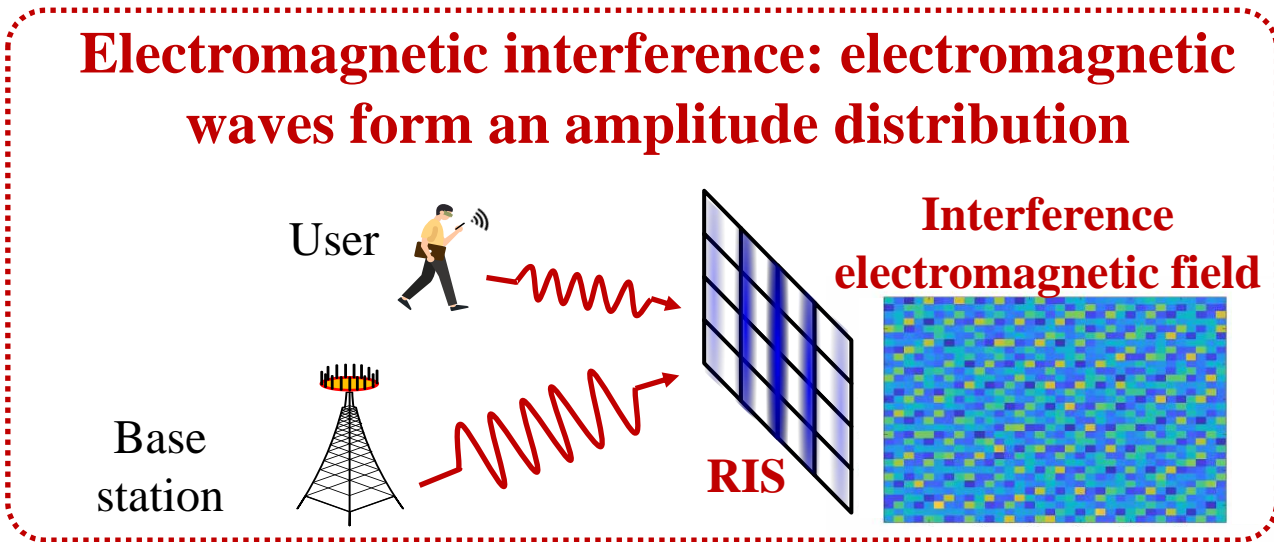 Electromagnetic interference: electromagnetic
waves form an amplitude distribution
User
Interference
electromagnetic field
Base
station
RIS